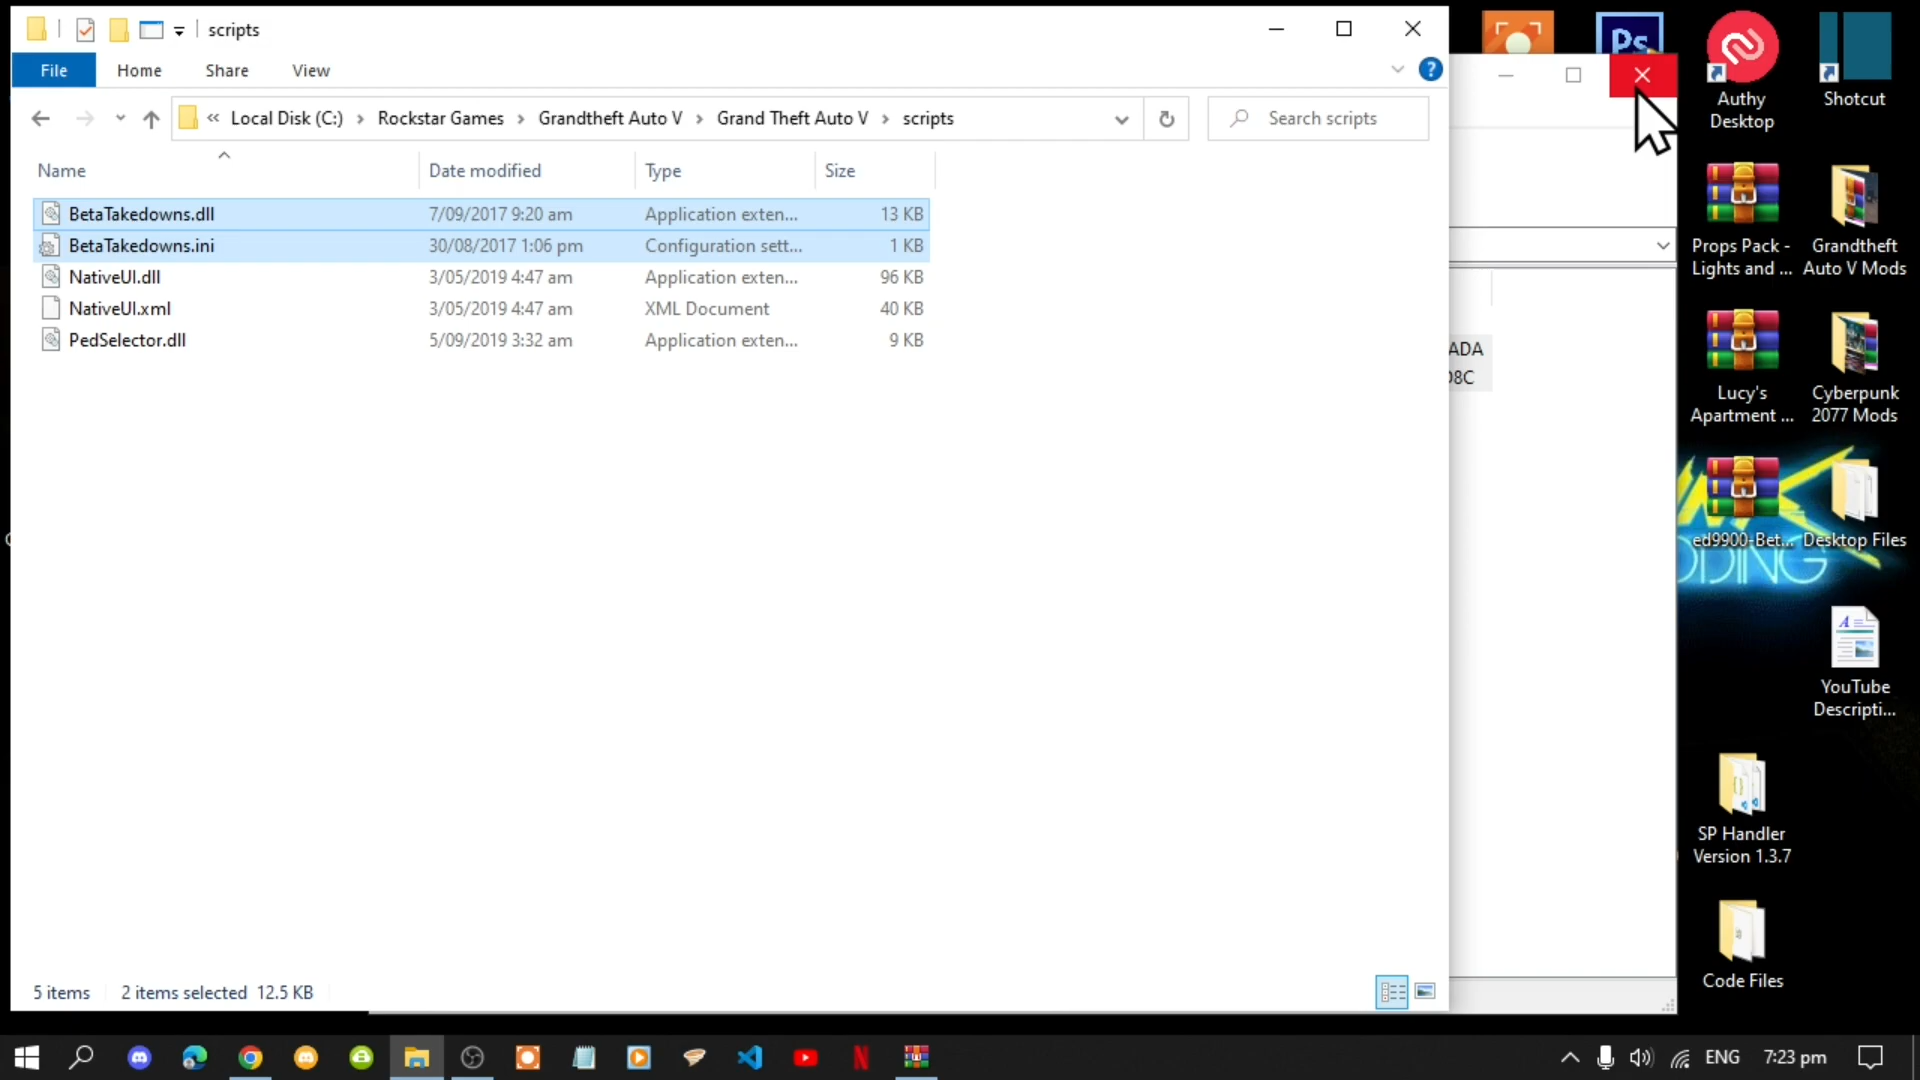 scripts
File Home Share View
« Local Disk (C:) › Rockstar Games › Grandtheft Auto V › Grand Theft Auto V › scripts
Search scripts
Name Date modified Type Size
BetaTakedowns.dll 7/09/2017 9:20 am Application exten... 13 KB
BetaTakedowns.ini 30/08/2017 1:06 pm Configuration sett... 1 KB
NativeUI.dll 3/05/2019 4:47 am Application exten... 96 KB
NativeUI.xml 3/05/2019 4:47 am XML Document 40 KB
PedSelector.dll 5/09/2019 3:32 am Application exten... 9 KB
5 items 2 items selected 12.5 KB
ADA
8C
Ps
Authy
Desktop
Shotcut
Props Pack -
Lights and ...
Grandtheft
Auto V Mods
Lucy's
Apartment ...
Cyberpunk
2077 Mods
ed9900-Bet...
Desktop Files
DING
YouTube
Descripti...
SP Handler
Version 1.3.7
Code Files
ENG 7:23 pm